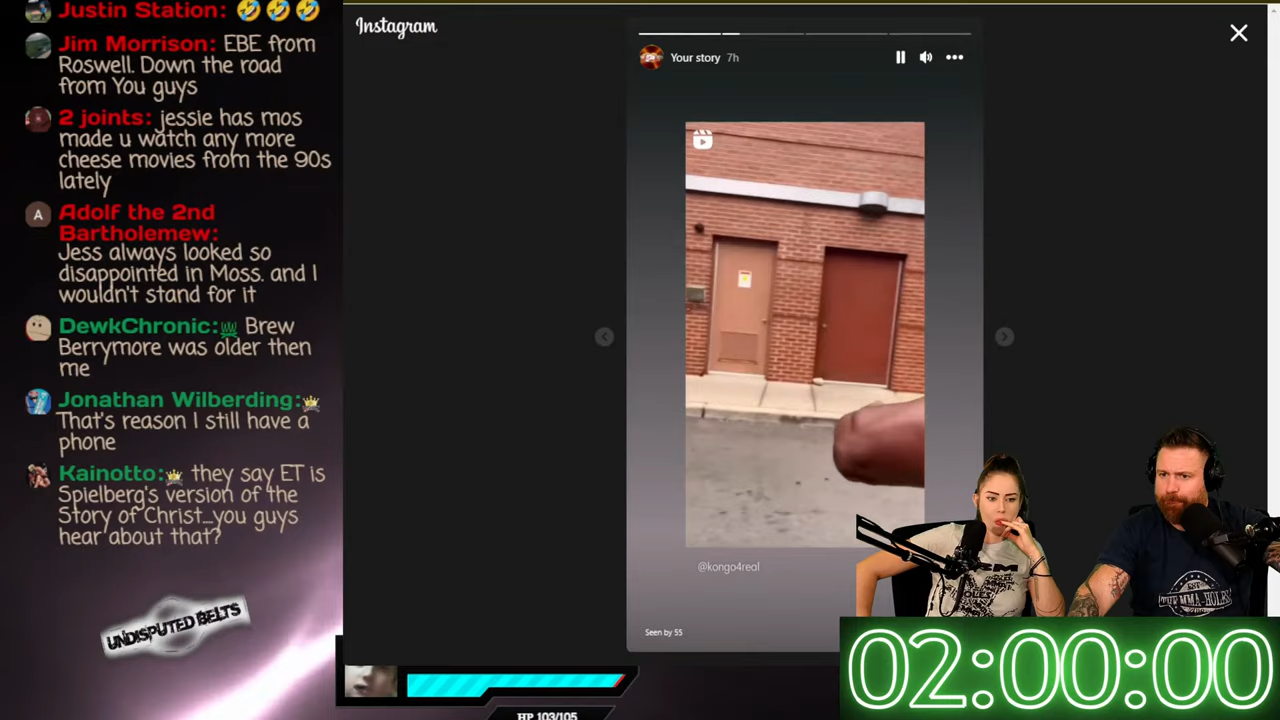 Justin Station: 🤣🤣🤣
Jim Morrison: EBE from
Roswell. Down the road
from You guys
2 joints: jessie has mos
made u watch any more
cheese movies from the 90s
lately
A
Adolf the 2nd
Bartholemew:
Jess always looked so
disappointed in Moss. and I
wouldn't stand for it
DewkChronic: Brew
Berrymore was older then
me
Jonathan Wilberding:
That's reason I still have a
phone
Kainotto: they say ET is
Spielberg's version of the
Story of Christ...you guys
hear about that?
UNDISPUTED BELTS
Instagram
Your story 7h
@kongo4real
Seen by 55
THE MMA-HOLES
02:00:00
HP 103/105